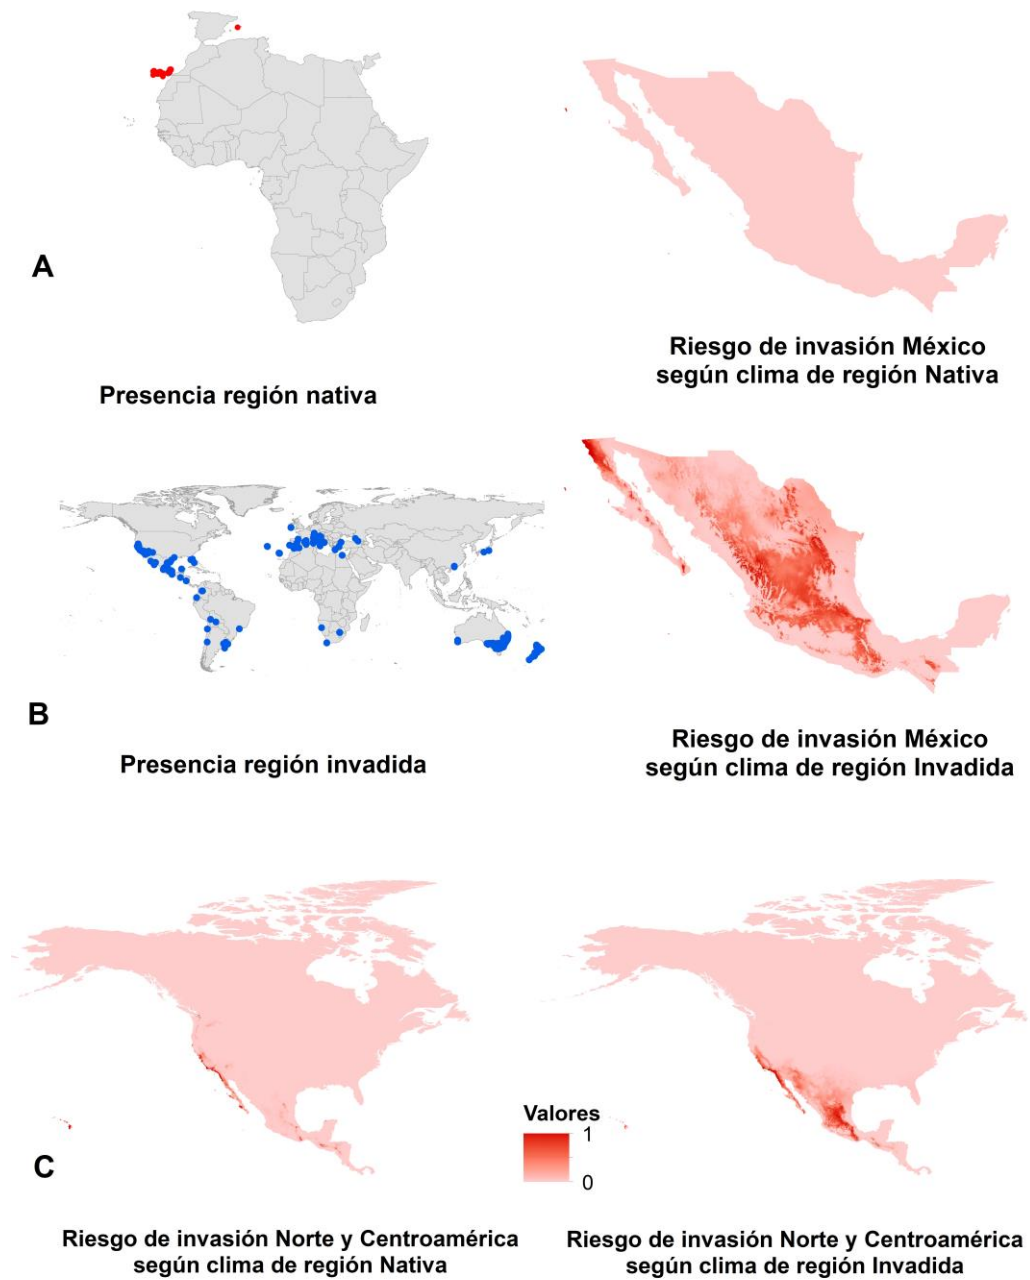 A
Presencia región nativa
Riesgo de invasión México
según clima de región Nativa
B
Presencia región invadida
Riesgo de invasión México
según clima de región Invadida
Valores
1
0
C
Riesgo de invasión Norte y Centroamérica
según clima de región Nativa
Riesgo de invasión Norte y Centroamérica
según clima de región Invadida